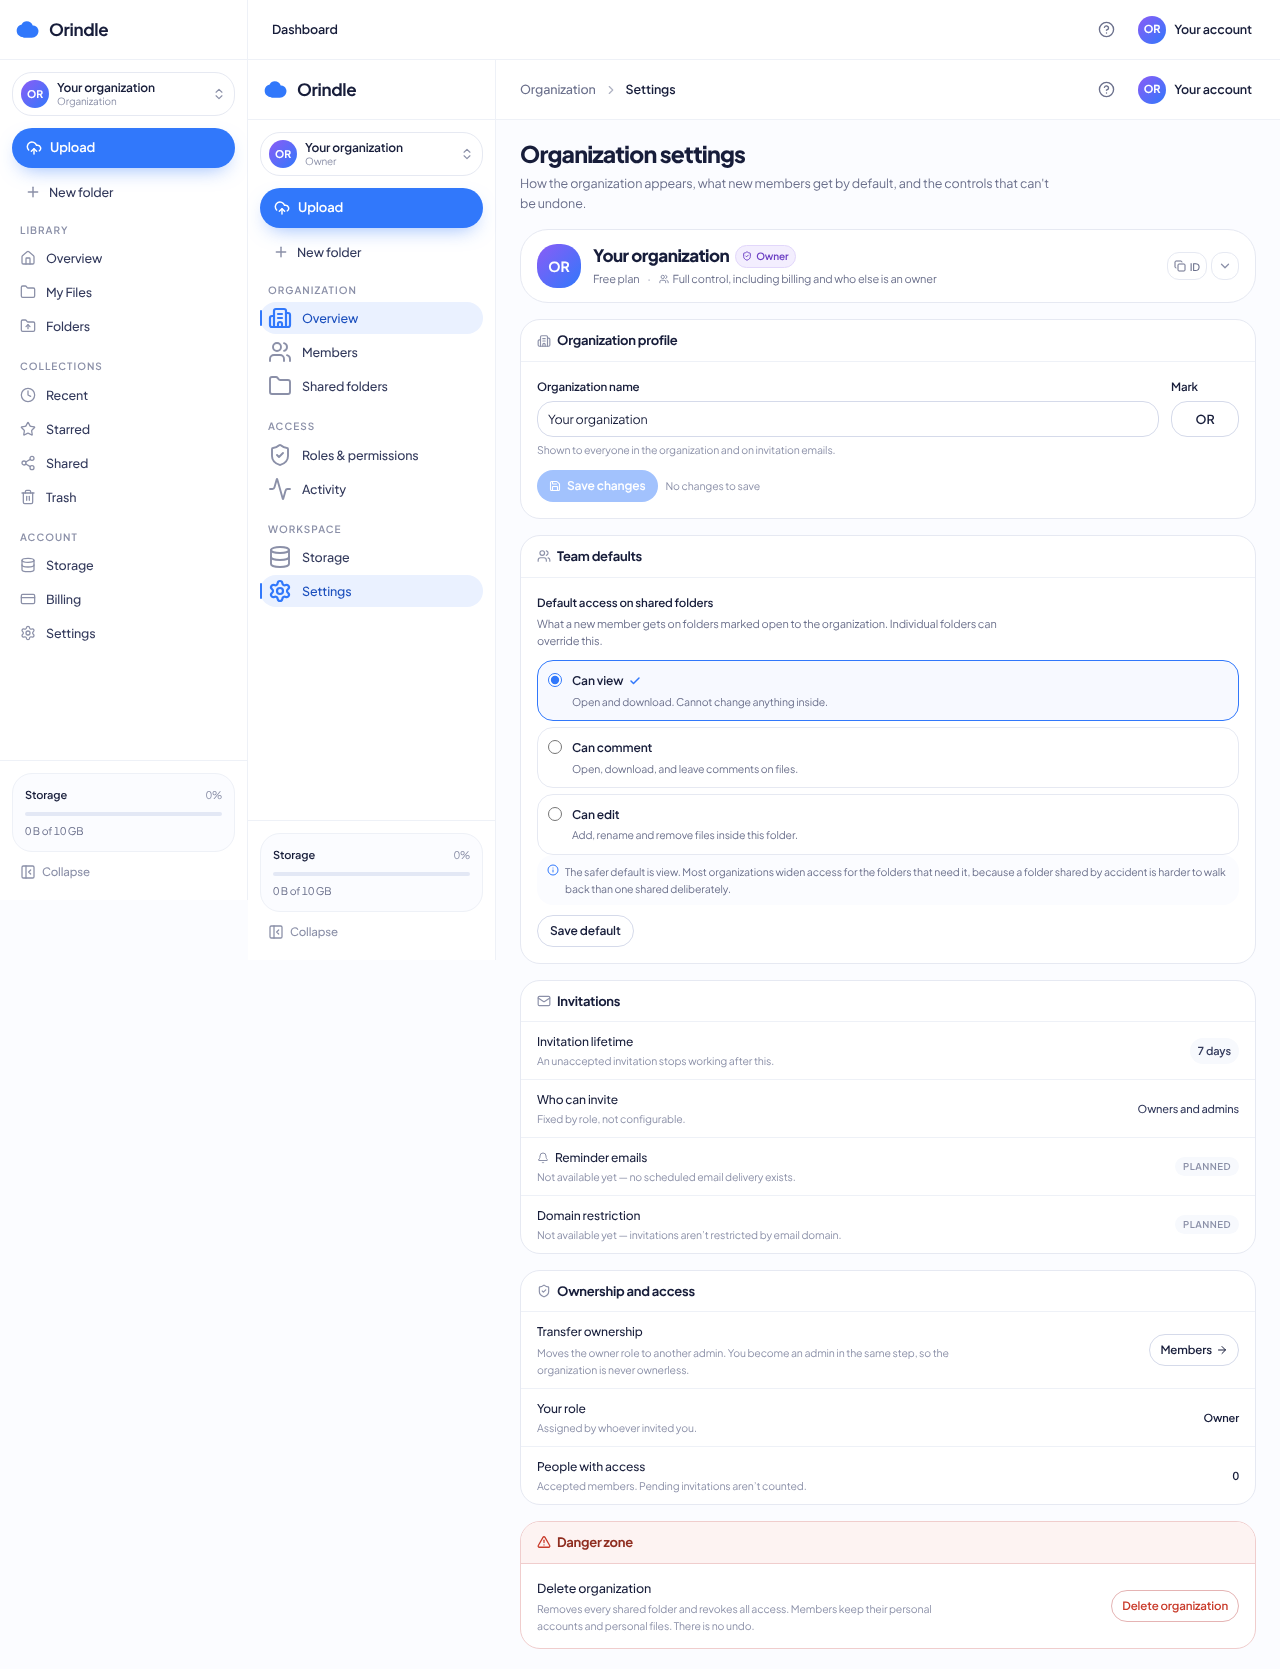 Orindle
Dashboard
OR Your account
OR Your organization
Organization
Upload
New folder
LIBRARY
Overview
My Files
Folders
COLLECTIONS
Recent
Starred
Shared
Trash
ACCOUNT
Storage
Billing
Settings
Storage 0%
0 B of 10 GB
Collapse
Orindle
Organization Settings
OR Your account
OR Your organization
Owner
Upload
New folder
ORGANIZATION
Overview
Members
Shared folders
ACCESS
Roles & permissions
Activity
WORKSPACE
Storage
Settings
Storage 0%
0 B of 10 GB
Collapse
Organization settings
How the organization appears, what new members get by default, and the controls that can't
be undone.
OR Your organization Owner
Free plan · Full control, including billing and who else is an owner
ID
Organization profile
Organization name Mark
Your organization OR
Shown to everyone in the organization and on invitation emails.
Save changes No changes to save
Team defaults
Default access on shared folders
What a new member gets on folders marked open to the organization. Individual folders can
override this.
Can view
Open and download. Cannot change anything inside.
Can comment
Open, download, and leave comments on files.
Can edit
Add, rename and remove files inside this folder.
The safer default is view. Most organizations widen access for the folders that need it, because a folder shared by accident is harder to walk
back than one shared deliberately.
Save default
Invitations
Invitation lifetime
An unaccepted invitation stops working after this.
7 days
Who can invite
Fixed by role, not configurable.
Owners and admins
Reminder emails
Not available yet — no scheduled email delivery exists.
PLANNED
Domain restriction
Not available yet — invitations aren't restricted by email domain.
PLANNED
Ownership and access
Transfer ownership
Moves the owner role to another admin. You become an admin in the same step, so the
organization is never ownerless.
Members
Your role
Assigned by whoever invited you.
Owner
People with access
Accepted members. Pending invitations aren't counted.
0
Danger zone
Delete organization
Removes every shared folder and revokes all access. Members keep their personal
accounts and personal files. There is no undo.
Delete organization